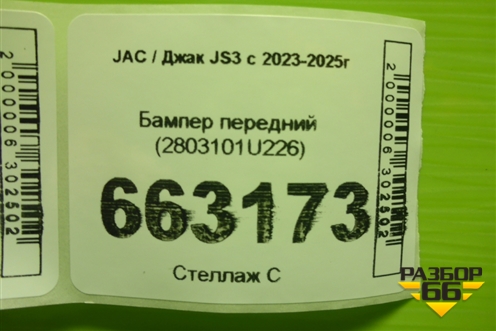 JAC / Джак JS3 с 2023-2025г
Бампер передний
(2803101U226)
663173
Стеллаж С
2000006302502
2000006302502
РАЗБОР
66